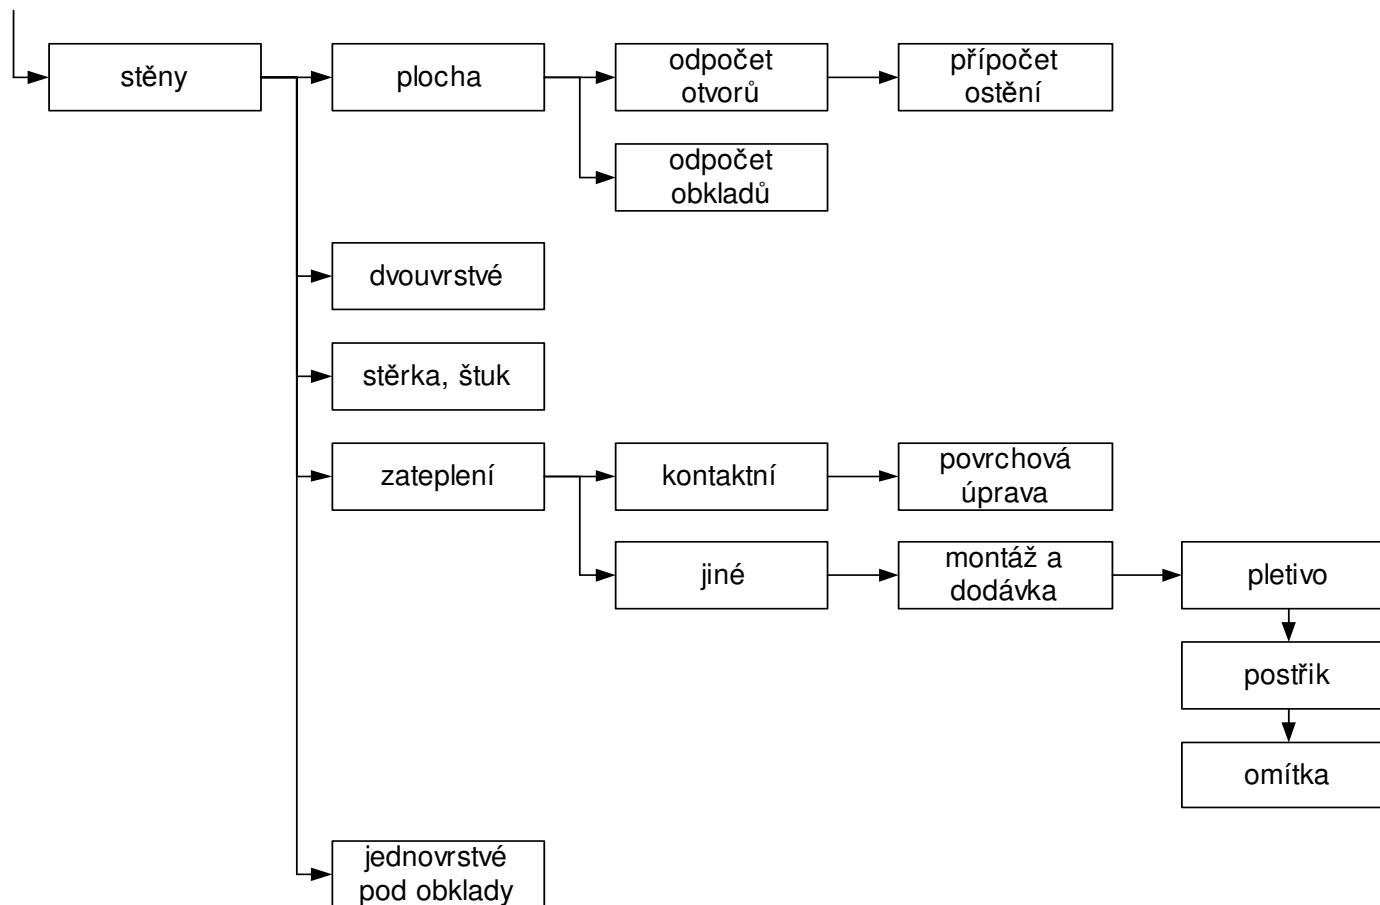 stěny
plocha
odpočet
otvorů
přípočet
ostění
odpočet
obkladů
dvouvrstvé
stěrka, štuk
zateplení
kontaktní
povrchová
úprava
jiné
montáž a
dodávka
pletivo
postřik
omítka
jednovrstvé
pod obklady